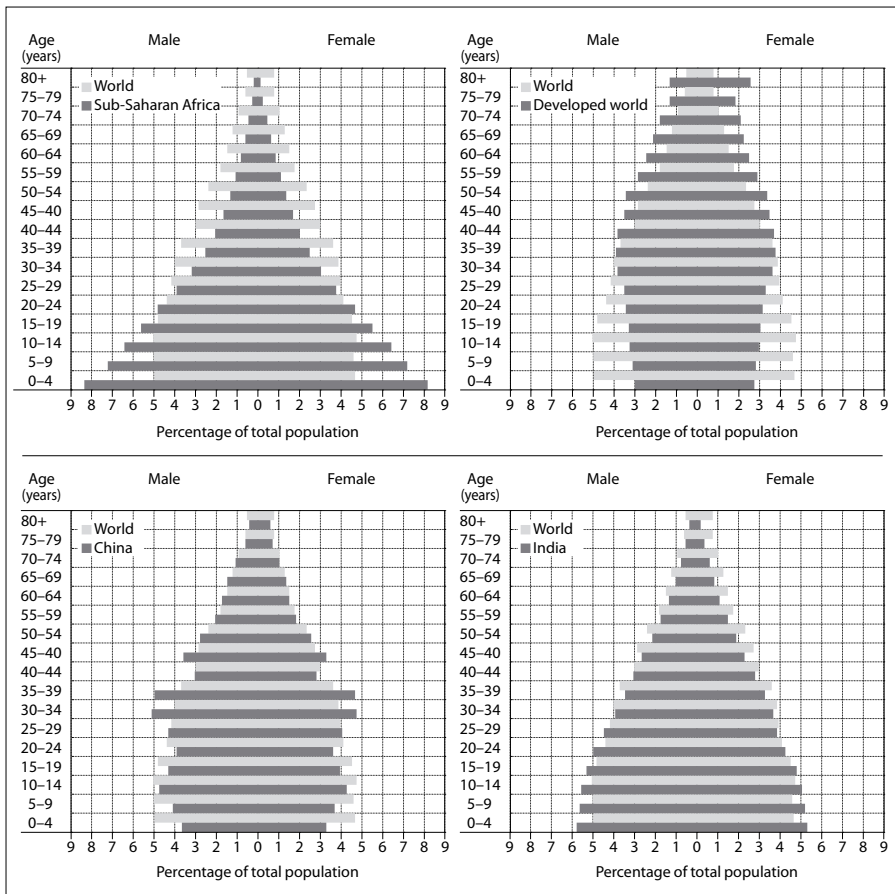 Age Male Female
(years)
80+
World
75–79
Sub-Saharan Africa
70–74
65–69
60–64
55–59
50–54
45–40
40–44
35–39
30–34
25–29
20–24
15–19
10–14
5–9
0–4
9 8 7 6 5 4 3 2 1 0 1 2 3 4 5 6 7 8 9
Percentage of total population
Age Male Female
(years)
80+
World
75–79
Developed world
70–74
65–69
60–64
55–59
50–54
45–40
40–44
35–39
30–34
25–29
20–24
15–19
10–14
5–9
0–4
9 8 7 6 5 4 3 2 1 0 1 2 3 4 5 6 7 8 9
Percentage of total population
Age Male Female
(years)
80+
World
75–79
China
70–74
65–69
60–64
55–59
50–54
45–40
40–44
35–39
30–34
25–29
20–24
15–19
10–14
5–9
0–4
9 8 7 6 5 4 3 2 1 0 1 2 3 4 5 6 7 8 9
Percentage of total population
Age Male Female
(years)
80+
World
75–79
India
70–74
65–69
60–64
55–59
50–54
45–40
40–44
35–39
30–34
25–29
20–24
15–19
10–14
5–9
0–4
9 8 7 6 5 4 3 2 1 0 1 2 3 4 5 6 7 8 9
Percentage of total population